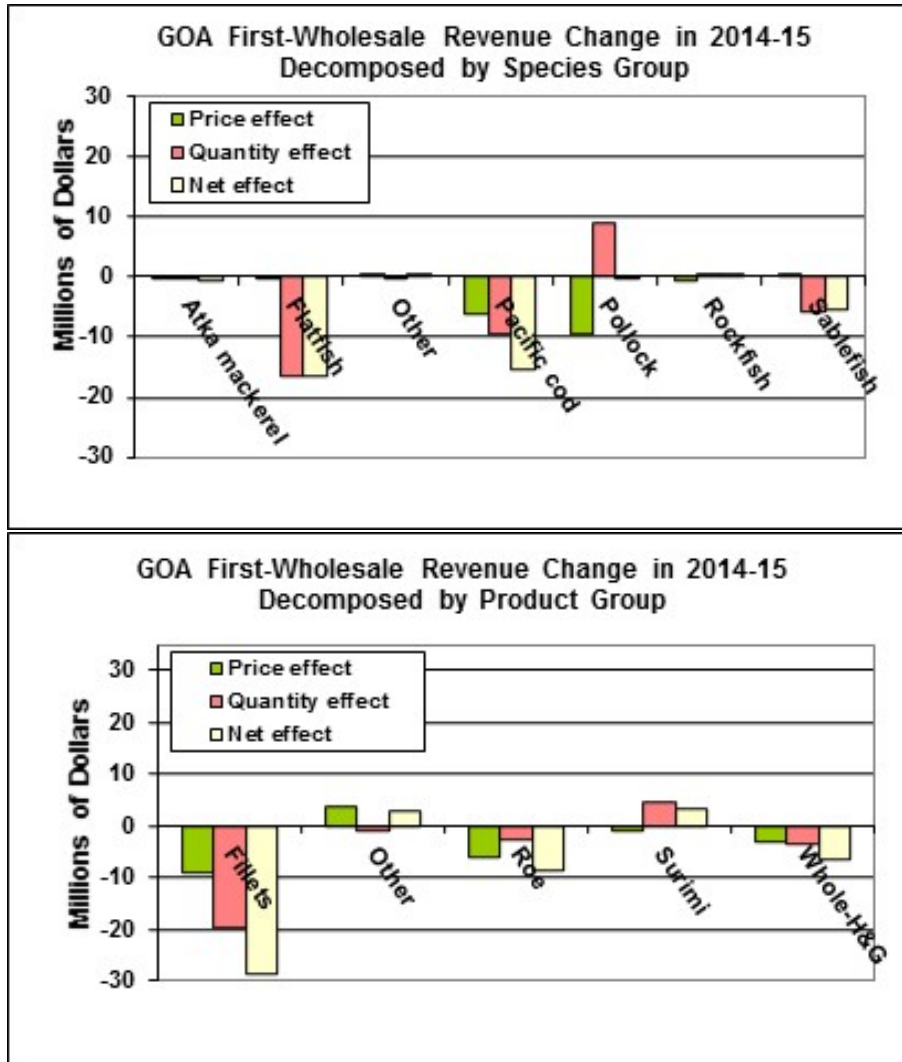 GOA First-Wholesale Revenue Change in 2014-15
Decomposed by Species Group
Millions of Dollars
30
20
10
0
-10
-20
-30
Price effect
Quantity effect
Net effect
Atka mackerel
Flatfish
Other
Pacific cod
Pollock
Rockfish
Sablefish
GOA First-Wholesale Revenue Change in 2014-15
Decomposed by Product Group
Millions of Dollars
30
20
10
0
-10
-20
-30
Price effect
Quantity effect
Net effect
Fillets
Other
Roe
Surimi
Whole-H&G